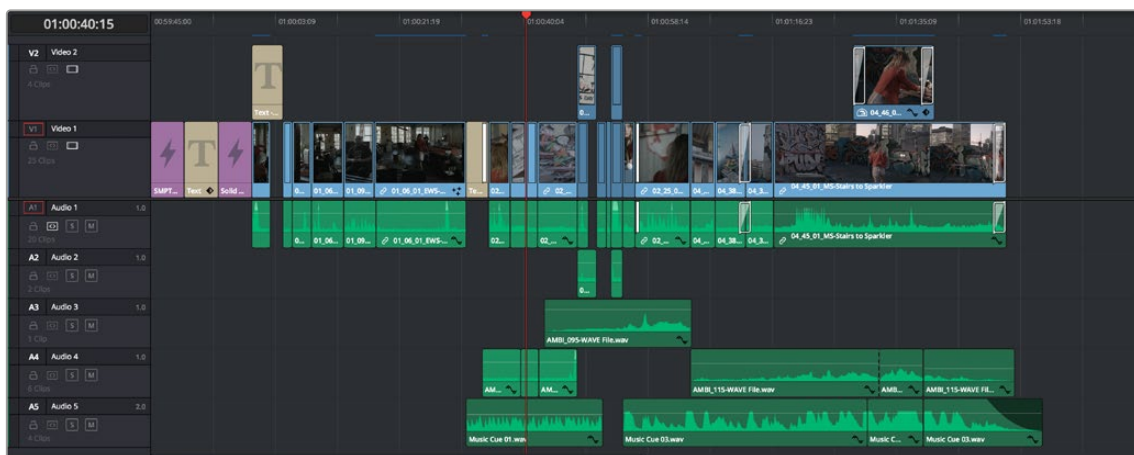 01:00:40:15
00:59:45:00
01:00:03:09
01:00:21:19
01:00:40:04
01:00:58:14
01:01:16:23
01:01:35:09
01:01:53:18
V2 Video 2
4 Clips
Text -...
0...
04_46_0...
V1 Video 1
25 Clips
SMPT...
Text
Solid ...
0...
01_06...
01_09...
01_06_01_EWS-...
Te...
02...
02_...
02_25_0...
04_...
04_38...
04_3...
04_45_01_MS-Stairs to Sparkler
A1 Audio 1 1.0
S M
20 Clips
0...
01_06...
01_09...
01_06_01_EWS-...
02...
02_...
02_...
04_...
04_38...
04_3...
04_45_01_MS-Stairs to Sparkler
A2 Audio 2 1.0
S M
2 Clips
0...
A3 Audio 3 1.0
S M
1 Clip
AMBI_095-WAVE File.wav
A4 Audio 4 1.0
S M
6 Clips
AM...
AM...
AMBI_115-WAVE File.wav
AMB...
AMBI_115-WAVE Fil...
A5 Audio 5 2.0
S M
4 Clips
Music Cue 01.wav
Music Cue 03.wav
Music C...
Music Cue 03.wav